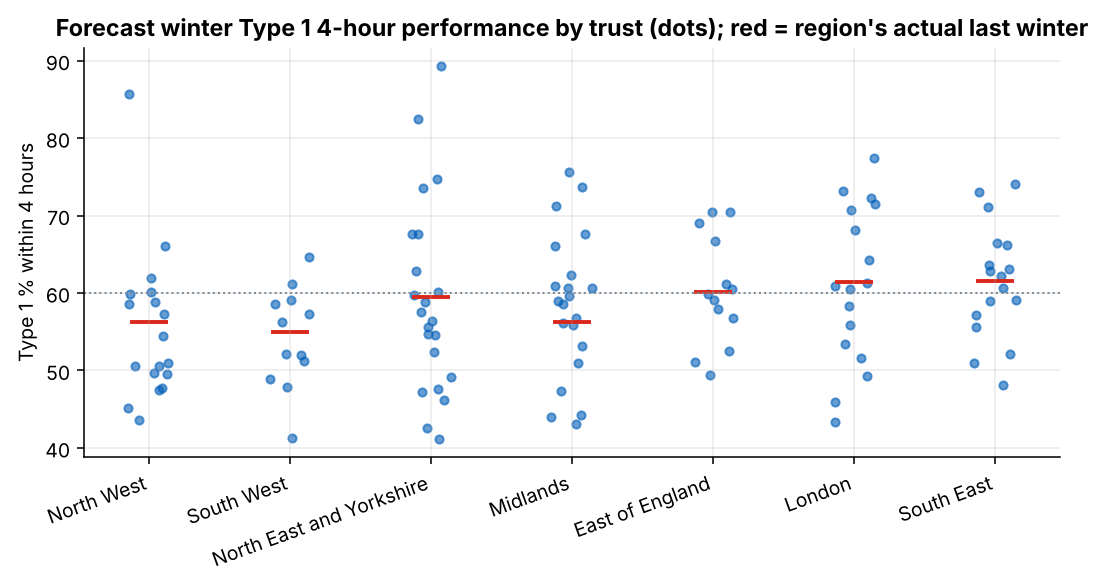 Forecast winter Type 1 4-hour performance by trust (dots); red = region's actual last winter
Type 1 % within 4 hours
90
80
70
60
50
40
North West
South West
North East and Yorkshire
Midlands
East of England
London
South East